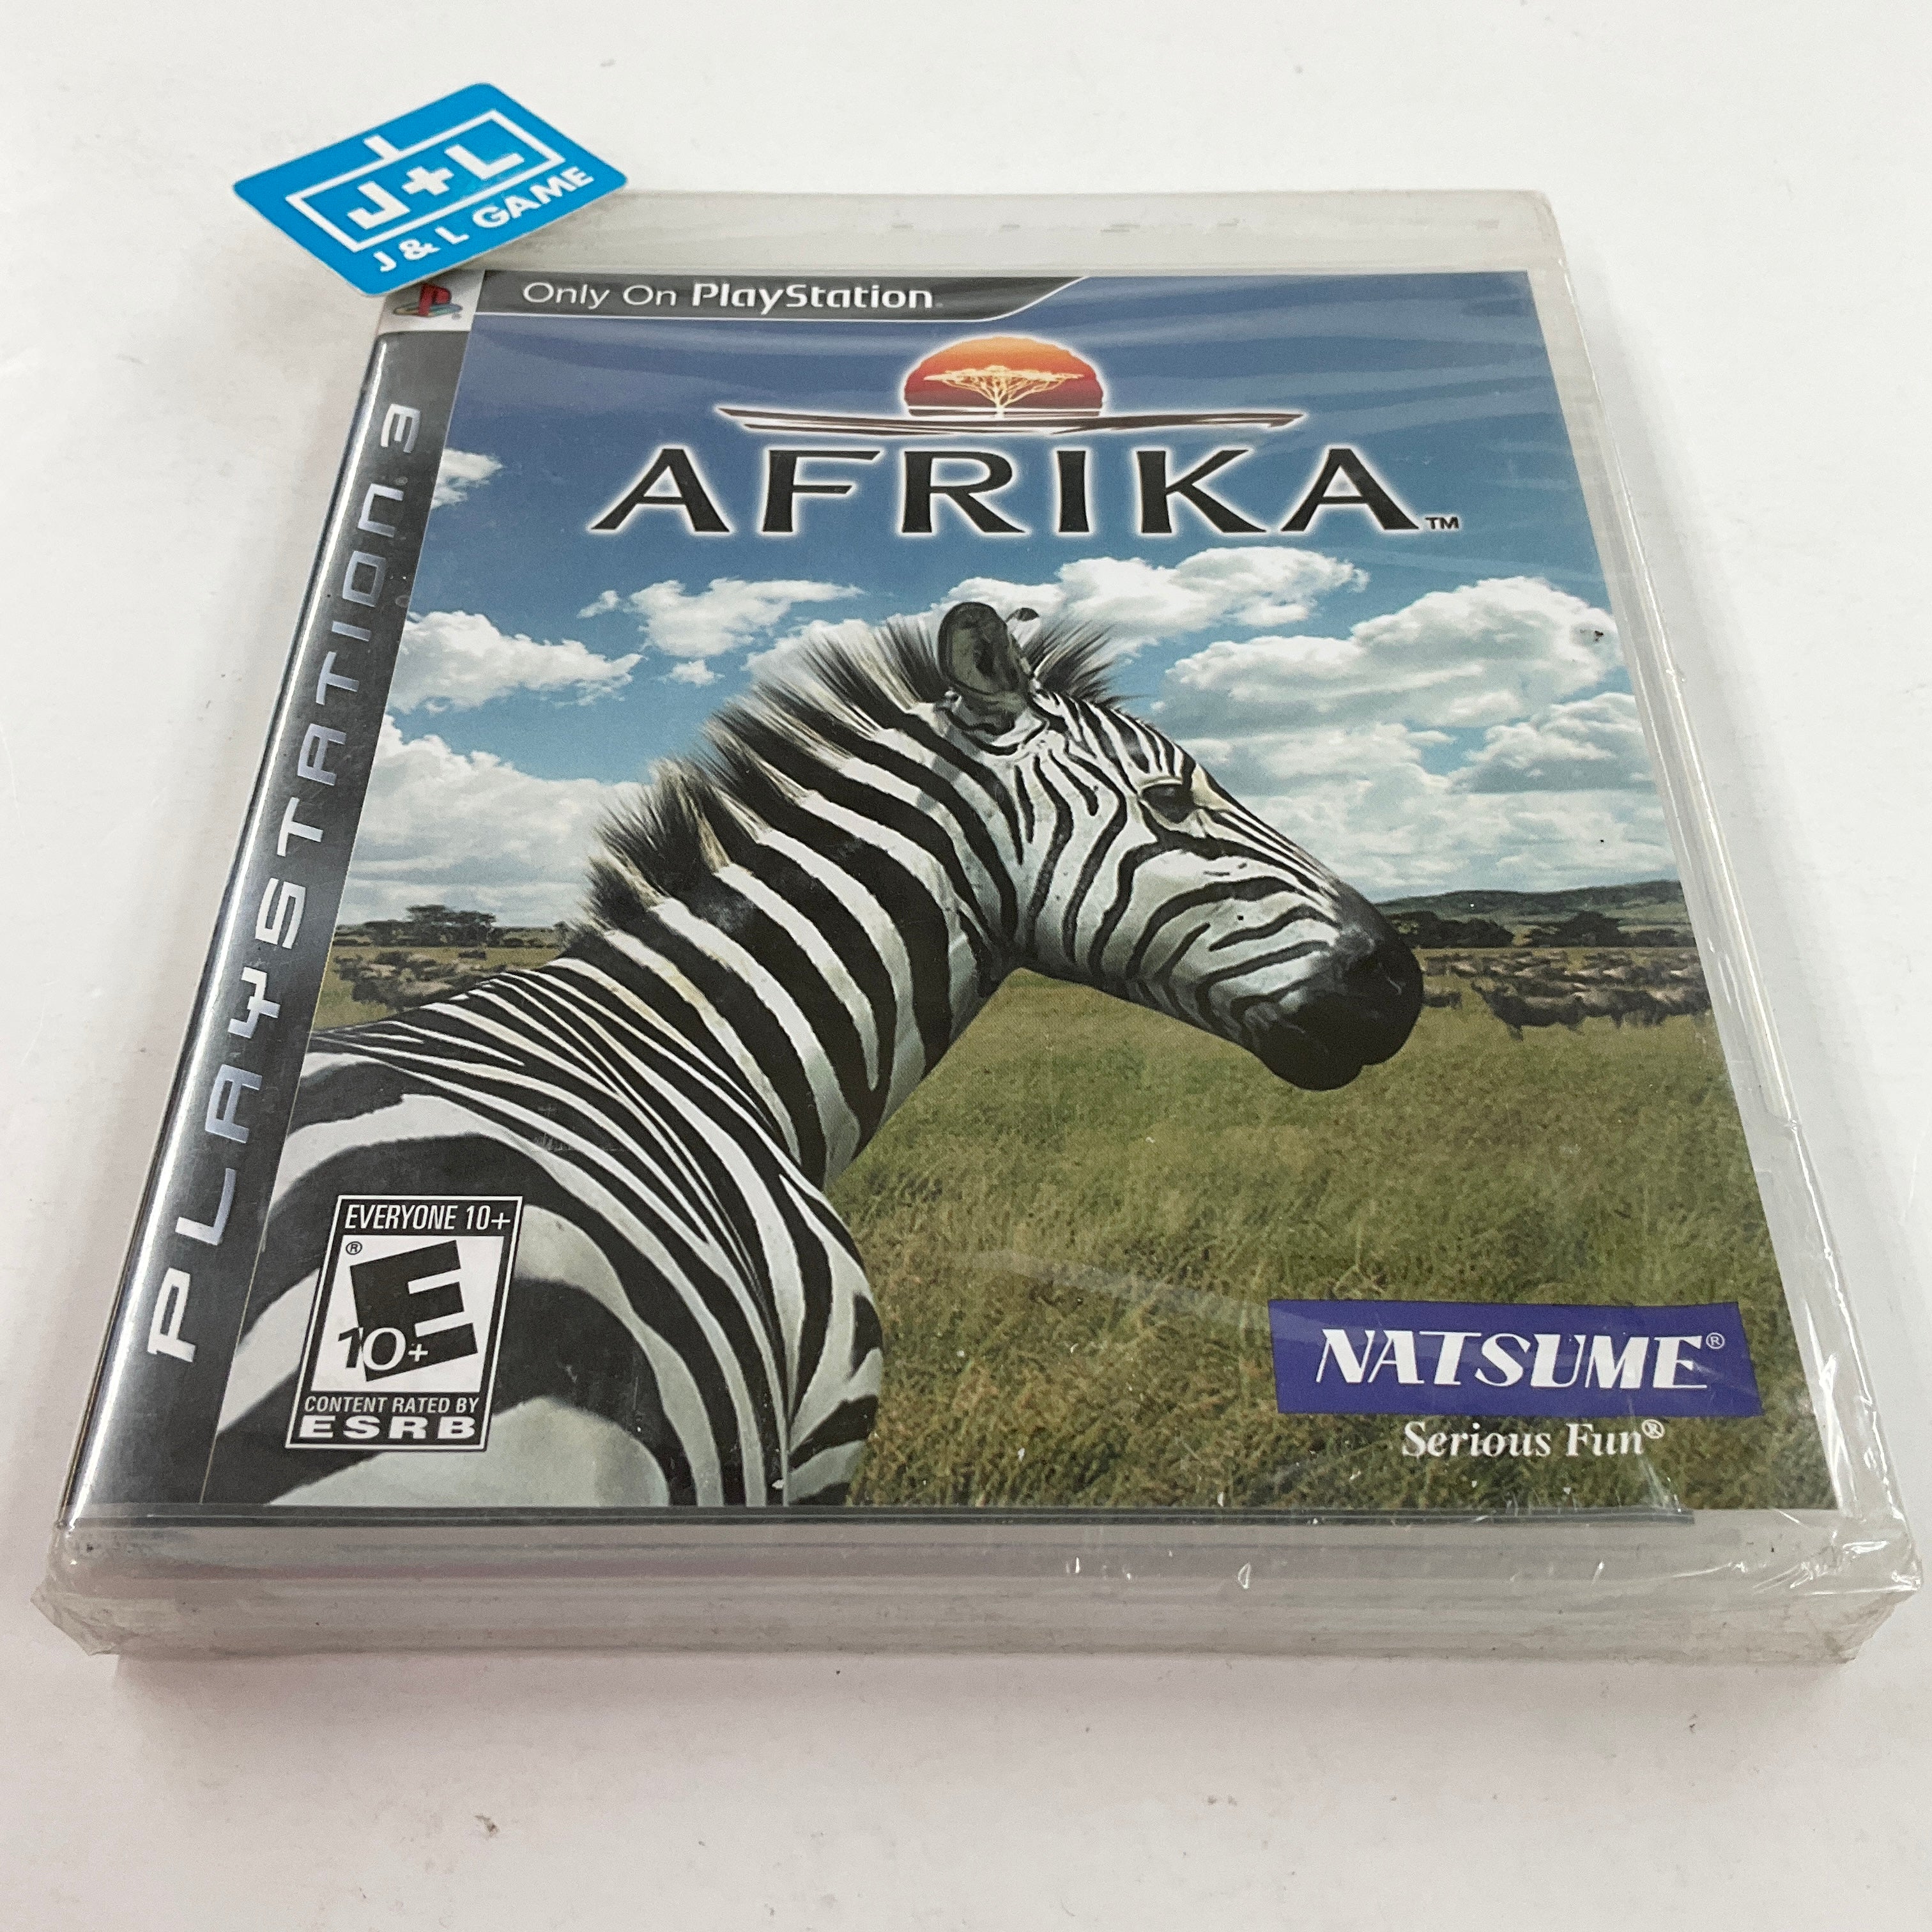 J+L
J & L GAME
Only On PlayStation®
PLAYSTATION®3
AFRIKA™
EVERYONE 10+
®
E
10+
CONTENT RATED BY
ESRB
NATSUME®
Serious Fun®